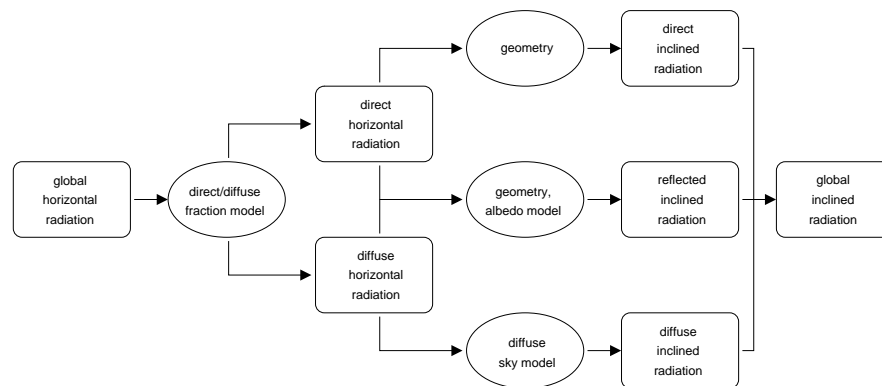 global
horizontal
radiation
direct/diffuse
fraction model
direct
horizontal
radiation
diffuse
horizontal
radiation
geometry
geometry,
albedo model
diffuse
sky model
direct
inclined
radiation
reflected
inclined
radiation
diffuse
inclined
radiation
global
inclined
radiation